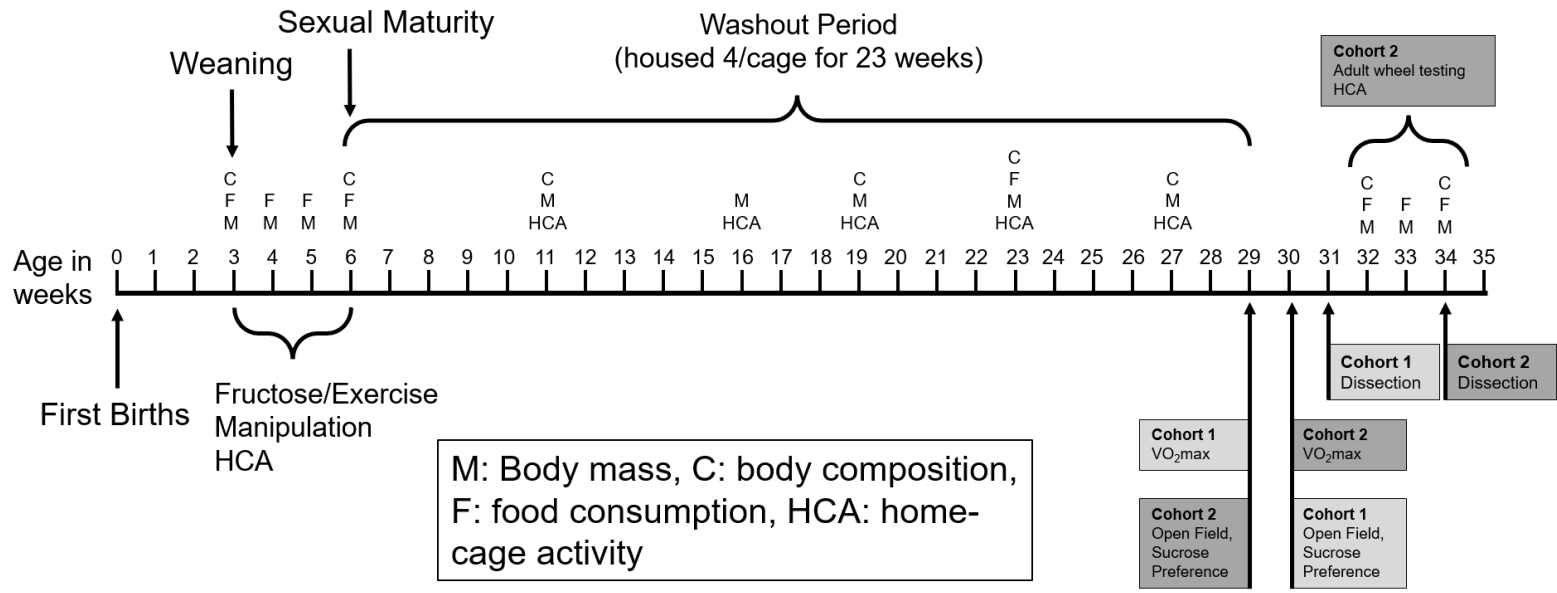 Sexual Maturity
Weaning
Washout Period
(housed 4/cage for 23 weeks)
Cohort 2
Adult wheel testing
HCA
C
F
M
F
M
F
M
C
F
M
C
M
HCA
M
HCA
C
M
HCA
C
F
M
HCA
C
M
HCA
C
F
M
F
M
C
F
M
Age in
weeks
0 1 2 3 4 5 6 7 8 9 10 11 12 13 14 15 16 17 18 19 20 21 22 23 24 25 26 27 28 29 30 31 32 33 34 35
First Births
Fructose/Exercise
Manipulation
HCA
M: Body mass, C: body composition,
F: food consumption, HCA: home-
cage activity
Cohort 1
VO₂max
Cohort 2
Open Field,
Sucrose
Preference
Cohort 2
VO₂max
Cohort 1
Open Field,
Sucrose
Preference
Cohort 1
Dissection
Cohort 2
Dissection